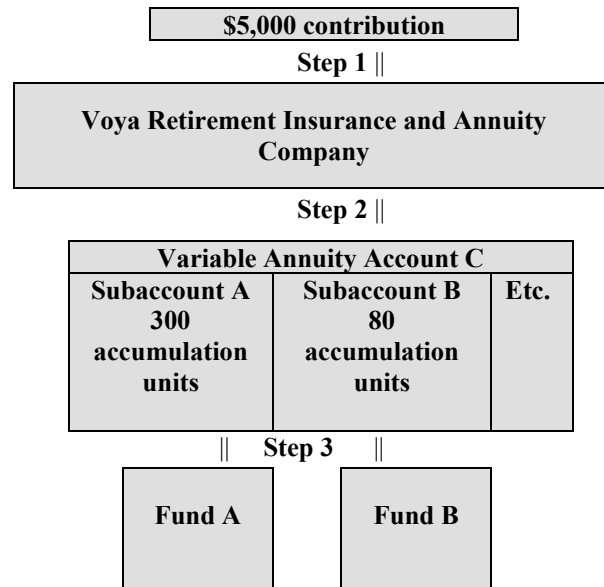 $5,000 contribution
Step 1 ||
Voya Retirement Insurance and Annuity
Company
Step 2 ||
Variable Annuity Account C
Subaccount A
300
accumulation
units
Subaccount B
80
accumulation
units
Etc.
|| Step 3 ||
Fund A
Fund B